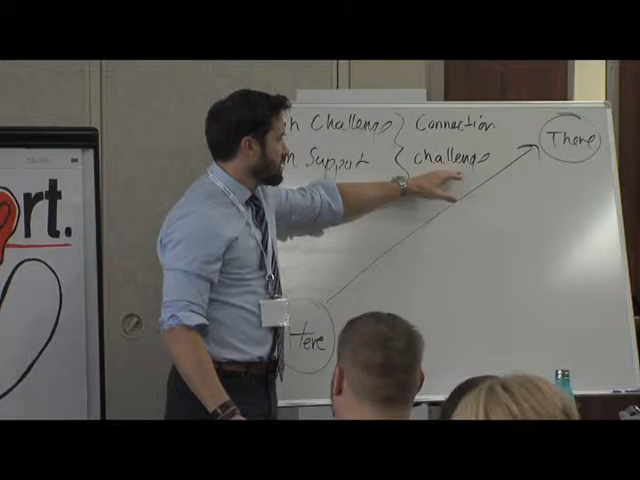 h Challenge } Connection
m Support { challenge
There
Here
rt.